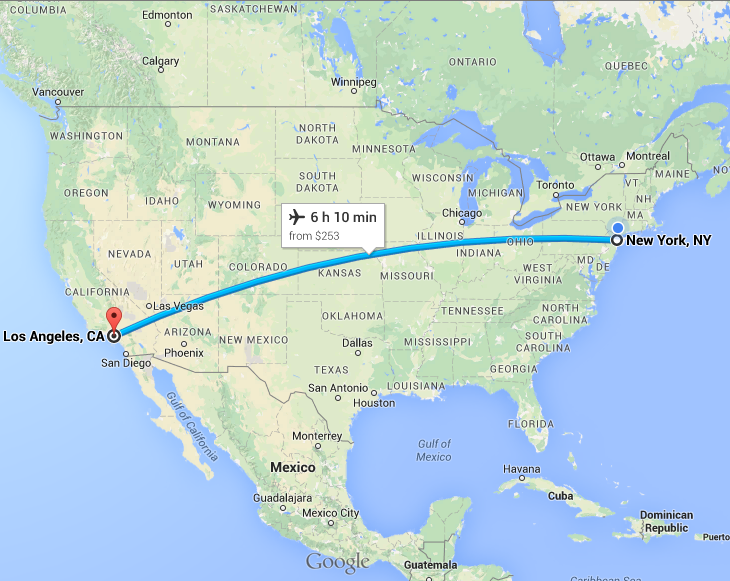 COLUMBIA
Edmonton
SASKATCHEWAN
Calgary
Vancouver
Winnipeg
ONTARIO
QUEBEC
WASHINGTON
MONTANA
NORTH
DAKOTA
MINNESOTA
Ottawa
Montreal
MAINE
NO
OREGON
IDAHO
SOUTH
DAKOTA
WISCONSIN
MICHIGAN
Toronto
VT
NH
WYOMING
6 h 10 min
from $253
Chicago
NEW YORK
MA
NEVADA
UTAH
COLORADO
KANSAS
MISSOURI
ILLINOIS
INDIANA
OHIO
New York, NY
MD
DE
WEST
VIRGINIA
CALIFORNIA
Las Vegas
Los Angeles, CA
San Diego
ARIZONA
Phoenix
NEW MEXICO
OKLAHOMA
TENNESSEE
NORTH
CAROLINA
SOUTH
CAROLINA
Dallas
MISSISSIPPI
GEORGIA
TEXAS
San Antonio
LOUISIANA
Houston
FLORIDA
Gulf of
California
Monterrey
Gulf of
Mexico
Mexico
Havana
Cuba
Guadalajara
Mexico City
Dominican
Republic
Puerto
Google
Guatemala
Caribbean Sea